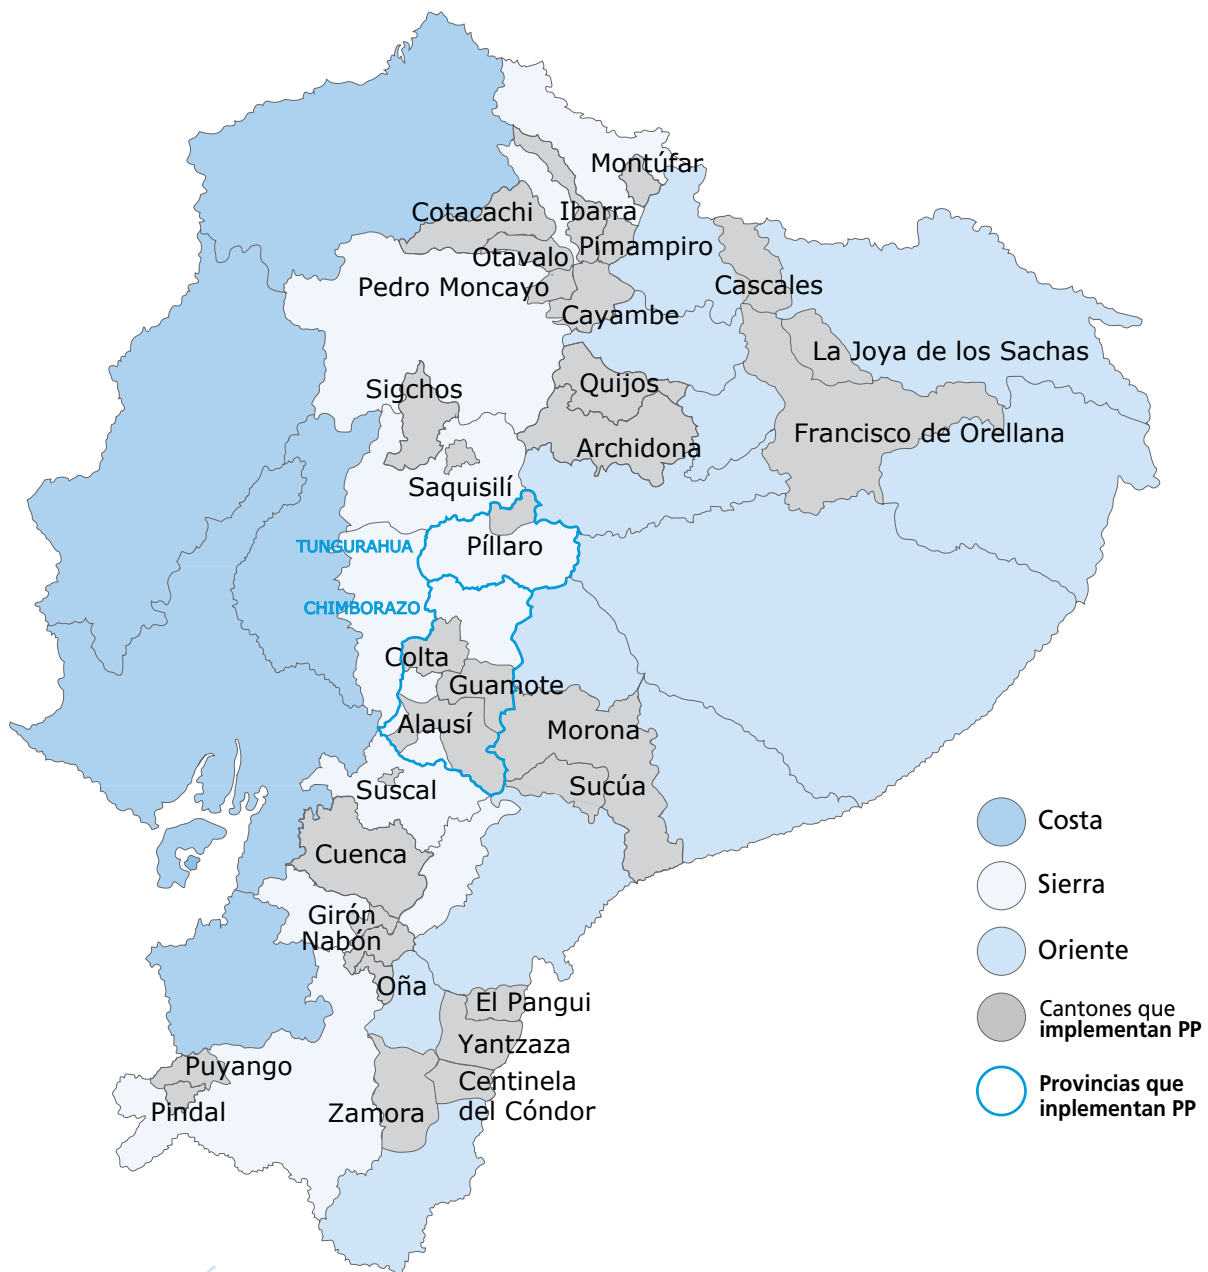 Montúfar
Cotacachi
Ibarra
Pimampiro
Otavalo
Pedro Moncayo
Cascales
Cayambe
La Joya de los Sachas
Sigchos
Quijos
Francisco de Orellana
Archidona
Saquisilí
TUNGURAHUA
Píllaro
CHIMBORAZO
Colta
Guamote
Alausí
Morona
Suscal
Sucúa
Costa
Cuenca
Sierra
Girón
Nabón
Oriente
Oña
El Pangui
Cantones que
implementan PP
Yantzaza
Puyango
Centinela
del Cóndor
Provincias que
inplementan PP
Pindal
Zamora